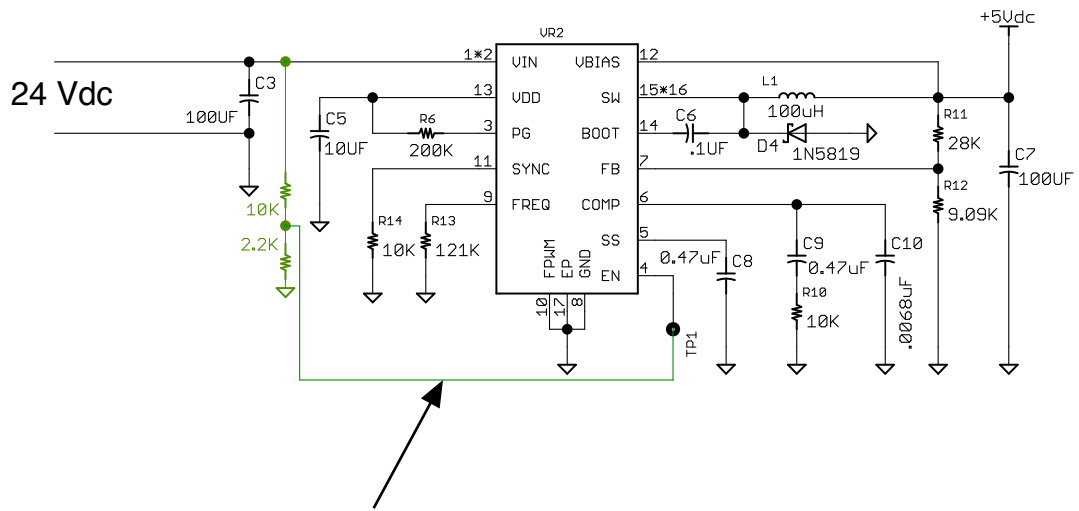 +5Vdc
VR2
24 Vdc
C3
100UF
1*2 VIN VBIAS 12
13 VDD SW 15*16
3 PG BOOT 14
11 SYNC FB 7
9 FREQ COMP 6
SS 5
EN 4
FPWM EP GND
10 17 8
C5
10UF
R6
200K
L1
100uH
C6
.1UF
D4
1N5819
R11
28K
C7
100UF
R12
9.09K
10K
2.2K
R14
10K
R13
121K
0.47uF
C8
C9
0.47uF
C10
.0068uF
R10
10K
TP1